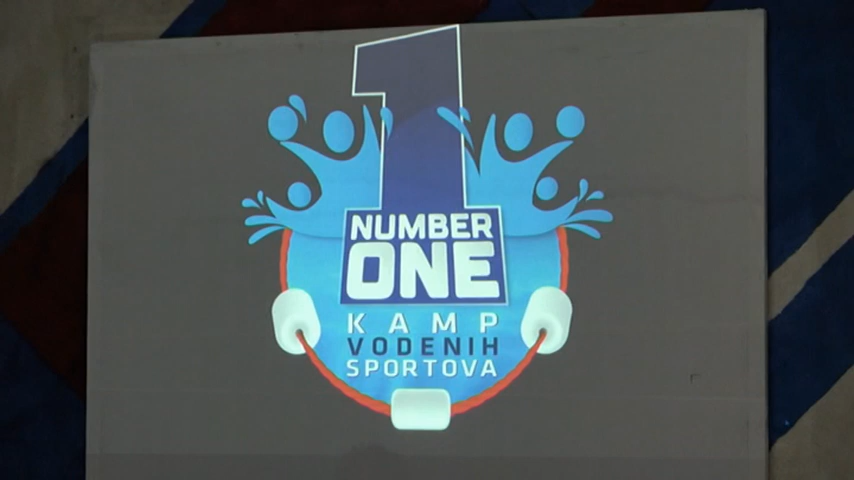 1
NUMBER
ONE
KAMP
VODENIH
SPORTOVA